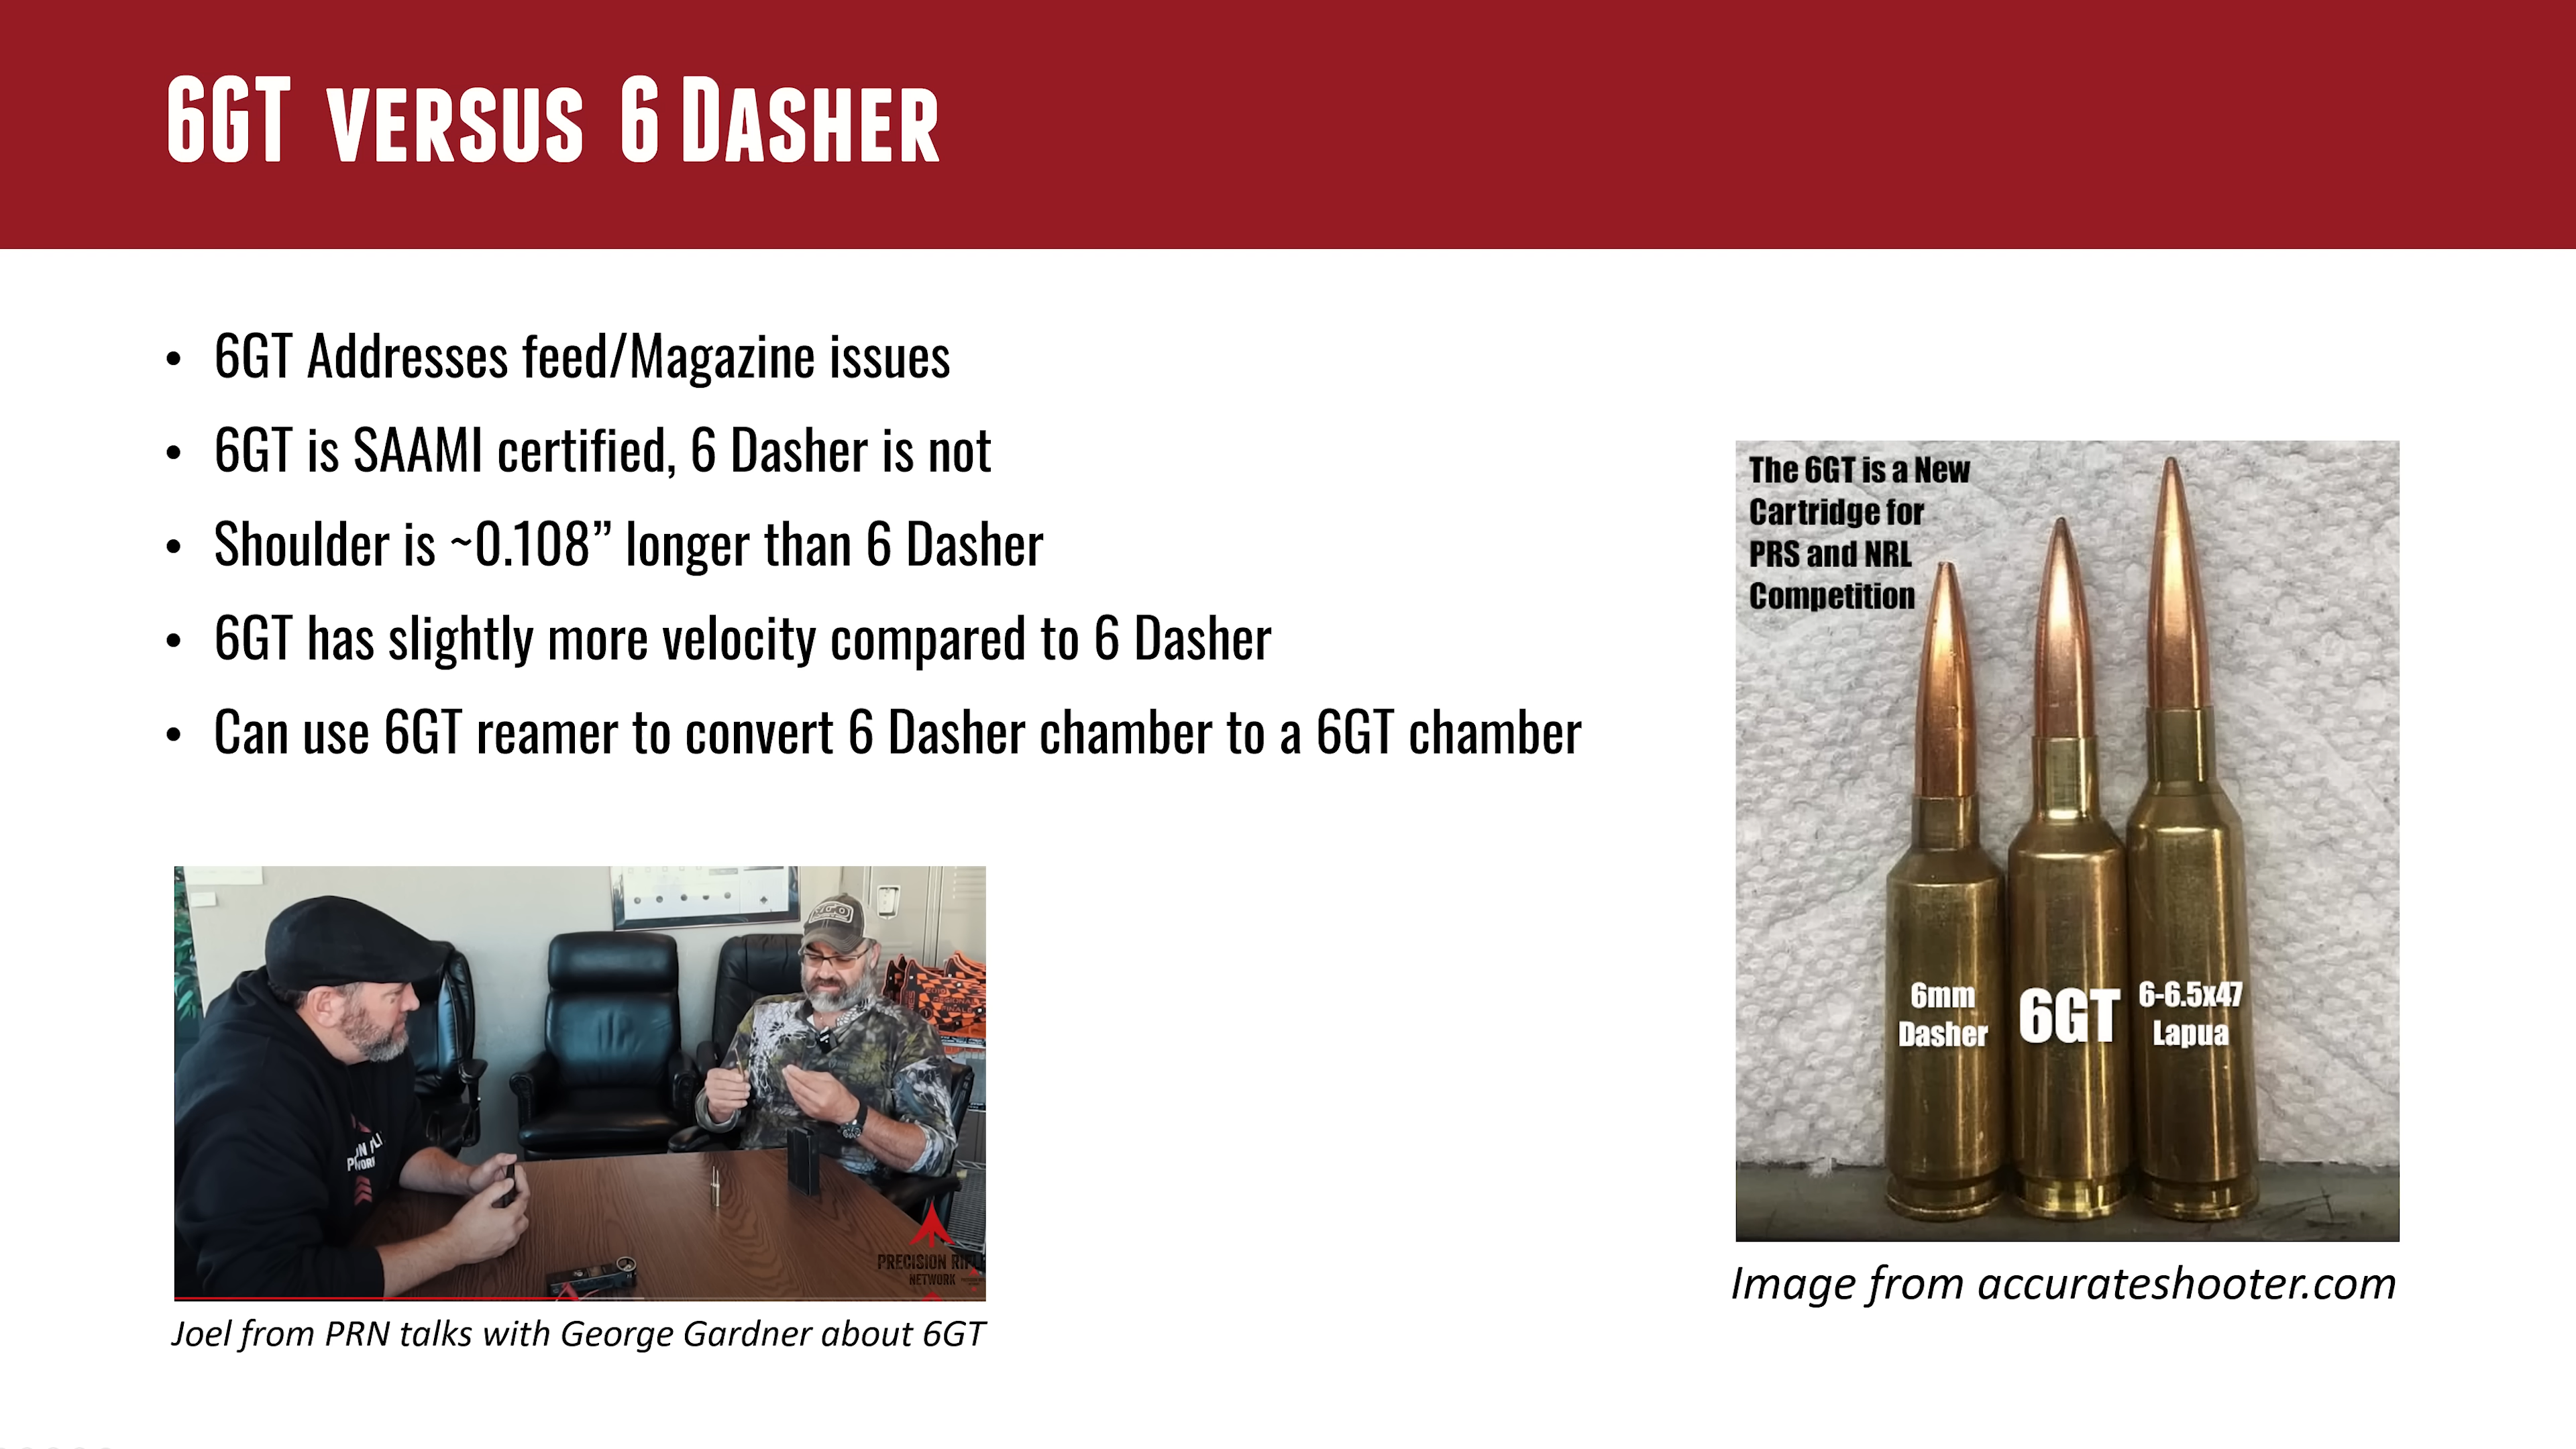 6GT versus 6 Dasher
• 6GT Addresses feed/Magazine issues
• 6GT is SAAMI certified, 6 Dasher is not
• Shoulder is ~0.108” longer than 6 Dasher
• 6GT has slightly more velocity compared to 6 Dasher
• Can use 6GT reamer to convert 6 Dasher chamber to a 6GT chamber
The 6GT is a New
Cartridge for
PRS and NRL
Competition
6mm
Dasher
6GT
6-6.5x47
Lapua
Image from accurateshooter.com
PRECISION RIFLE
NETWORK
Joel from PRN talks with George Gardner about 6GT